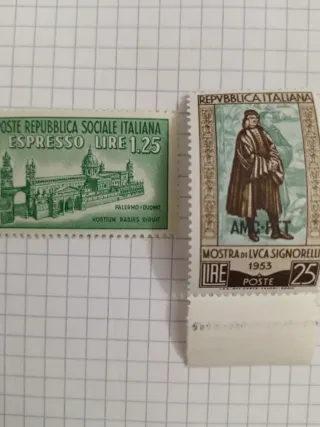 POSTE REPUBBLICA SOCIALE ITALIANA
ESPRESSO LIRE 1.25
PALERMO-DUOMO
HOSTIUM RABIES DIRUIT
REPVBBLICA ITALIANA
AMG-FTT
MOSTRA DI LVCA SIGNORELLI
1953
LIRE POSTE 25